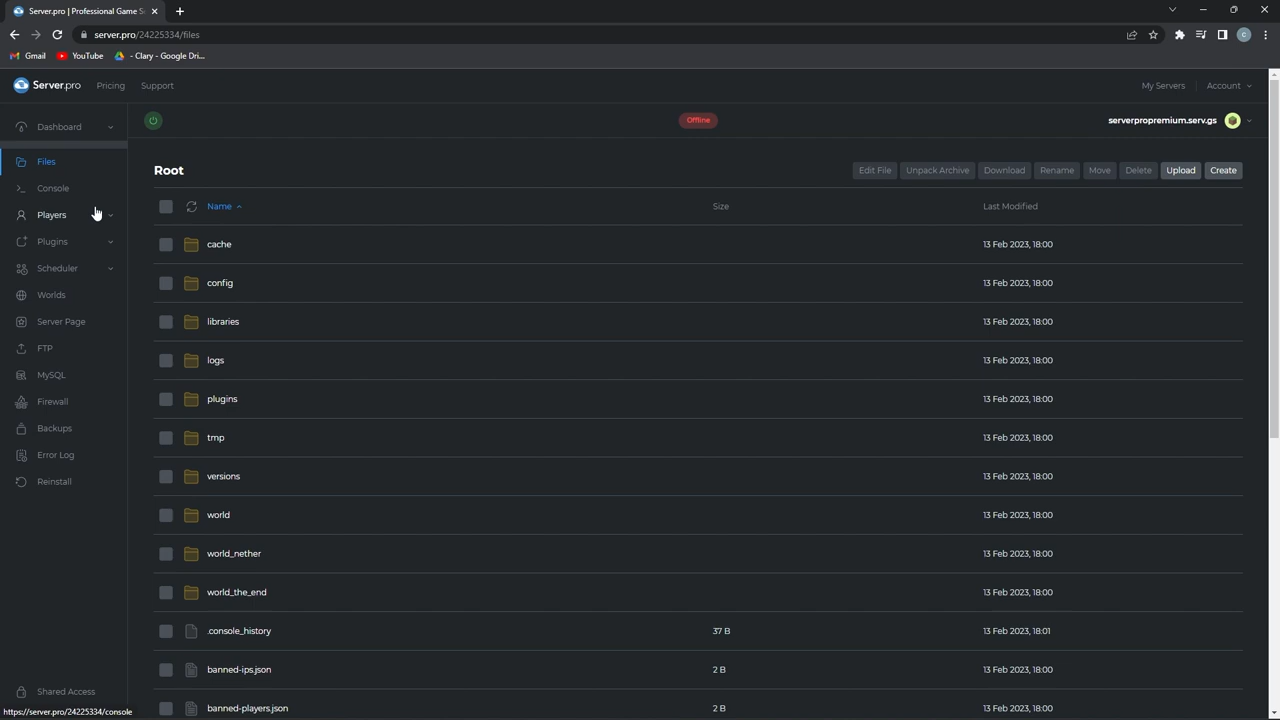 Server.pro | Professional Game S
server.pro/24225334/files
C
Gmail
YouTube
- Clary - Google Dri...
Server.pro
Pricing
Support
My Servers
Account
Dashboard
Offline
serverpropremium.serv.gs
Files
Root
Edit File
Unpack Archive
Download
Rename
Move
Delete
Upload
Create
Console
Players
Name
Size
Last Modified
Plugins
cache
13 Feb 2023, 18:00
Scheduler
config
13 Feb 2023, 18:00
Worlds
Server Page
libraries
13 Feb 2023, 18:00
FTP
logs
13 Feb 2023, 18:00
MySQL
Firewall
plugins
13 Feb 2023, 18:00
Backups
tmp
13 Feb 2023, 18:00
Error Log
versions
13 Feb 2023, 18:00
Reinstall
world
13 Feb 2023, 18:00
world_nether
13 Feb 2023, 18:00
world_the_end
13 Feb 2023, 18:00
.console_history
37 B
13 Feb 2023, 18:01
banned-ips.json
2 B
13 Feb 2023, 18:00
Shared Access
banned-players.json
2 B
13 Feb 2023, 18:00
https://server.pro/24225334/console